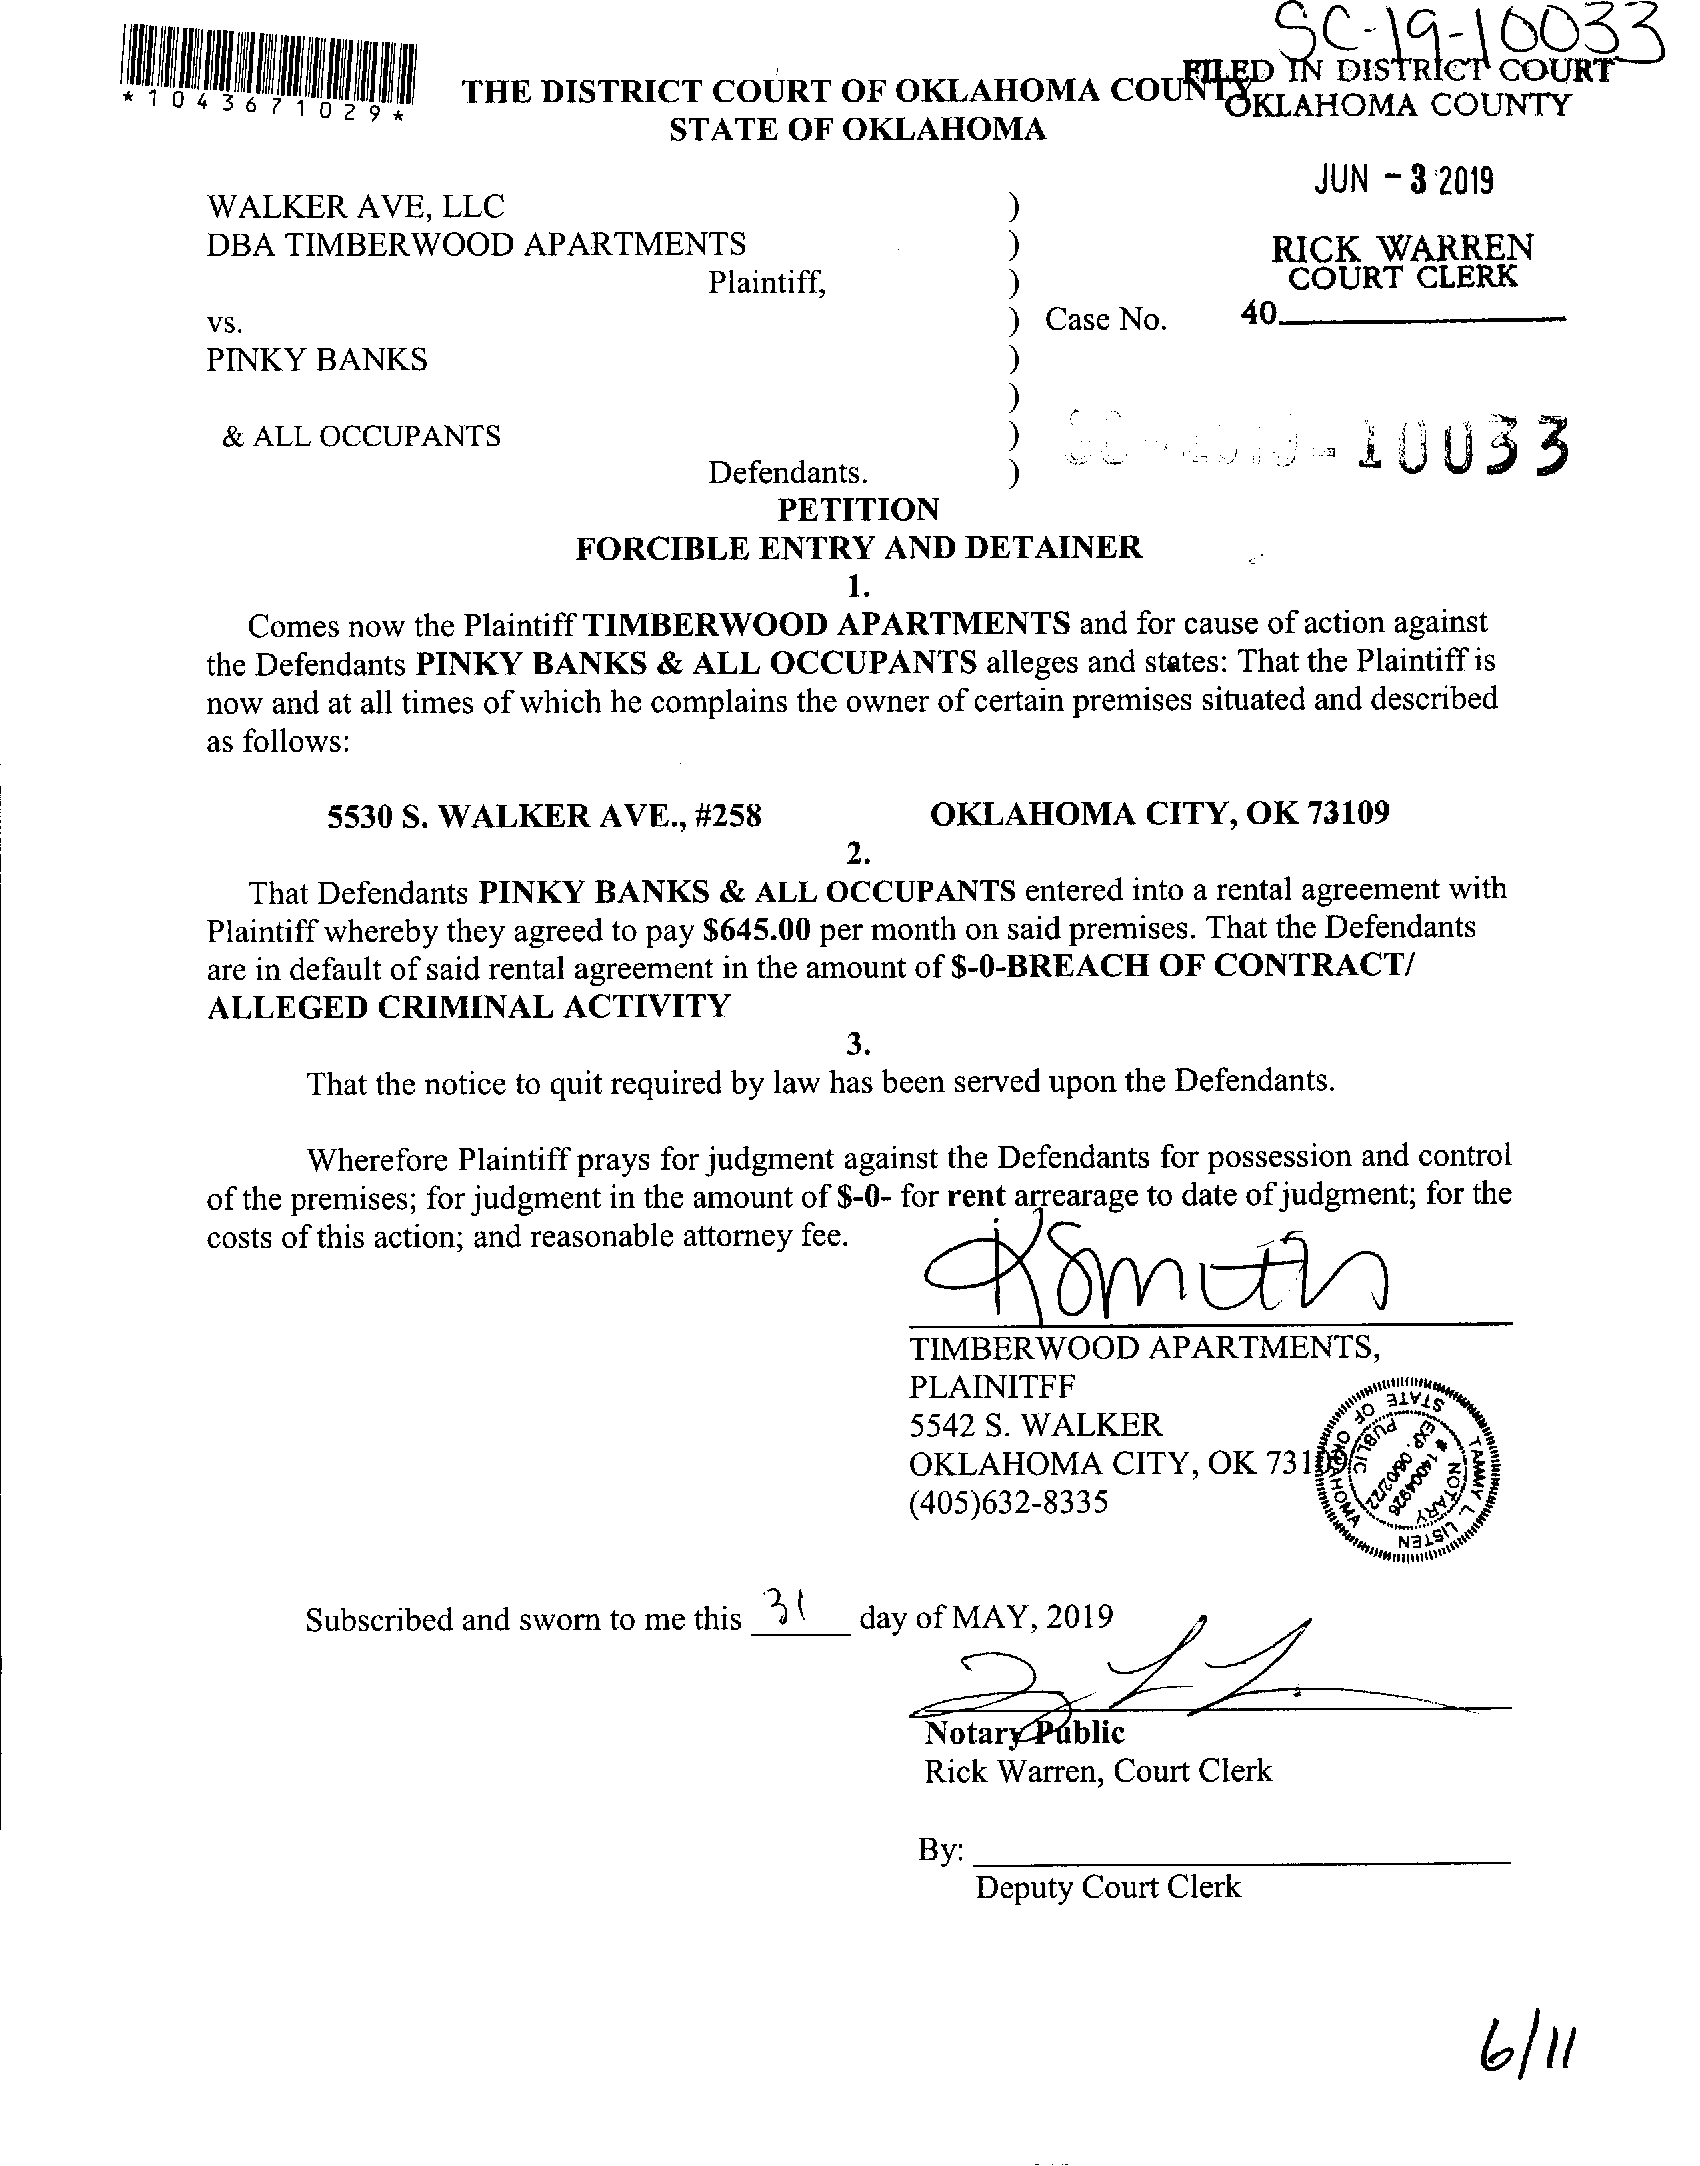 SC-19-10033
*1043671029*
THE DISTRICT COURT OF OKLAHOMA COUNTY
STATE OF OKLAHOMA
FILED IN DISTRICT COURT
OKLAHOMA COUNTY
JUN - 3 2019
RICK WARREN
COURT CLERK
40
WALKER AVE, LLC )
DBA TIMBERWOOD APARTMENTS )
Plaintiff, )
vs. ) Case No.
PINKY BANKS )
)
& ALL OCCUPANTS )
Defendants. )
SC-2019-10033
PETITION
FORCIBLE ENTRY AND DETAINER
1.
Comes now the Plaintiff TIMBERWOOD APARTMENTS and for cause of action against
the Defendants PINKY BANKS & ALL OCCUPANTS alleges and states: That the Plaintiff is
now and at all times of which he complains the owner of certain premises situated and described
as follows:
5530 S. WALKER AVE., #258 OKLAHOMA CITY, OK 73109
2.
That Defendants PINKY BANKS & ALL OCCUPANTS entered into a rental agreement with
Plaintiff whereby they agreed to pay $645.00 per month on said premises. That the Defendants
are in default of said rental agreement in the amount of $-0-BREACH OF CONTRACT/
ALLEGED CRIMINAL ACTIVITY
3.
That the notice to quit required by law has been served upon the Defendants.
Wherefore Plaintiff prays for judgment against the Defendants for possession and control
of the premises; for judgment in the amount of $-0- for rent arrearage to date of judgment; for the
costs of this action; and reasonable attorney fee.
KSmith
TIMBERWOOD APARTMENTS,
PLAINITFF
5542 S. WALKER
OKLAHOMA CITY, OK 73109
(405)632-8335
TAMMY L. LISTEN
STATE OF OKLAHOMA
NOTARY PUBLIC
# 14004926
EXP. 06/02/22
Subscribed and sworn to me this 31 day of MAY, 2019
Notary Public
Rick Warren, Court Clerk
By:
Deputy Court Clerk
6/11